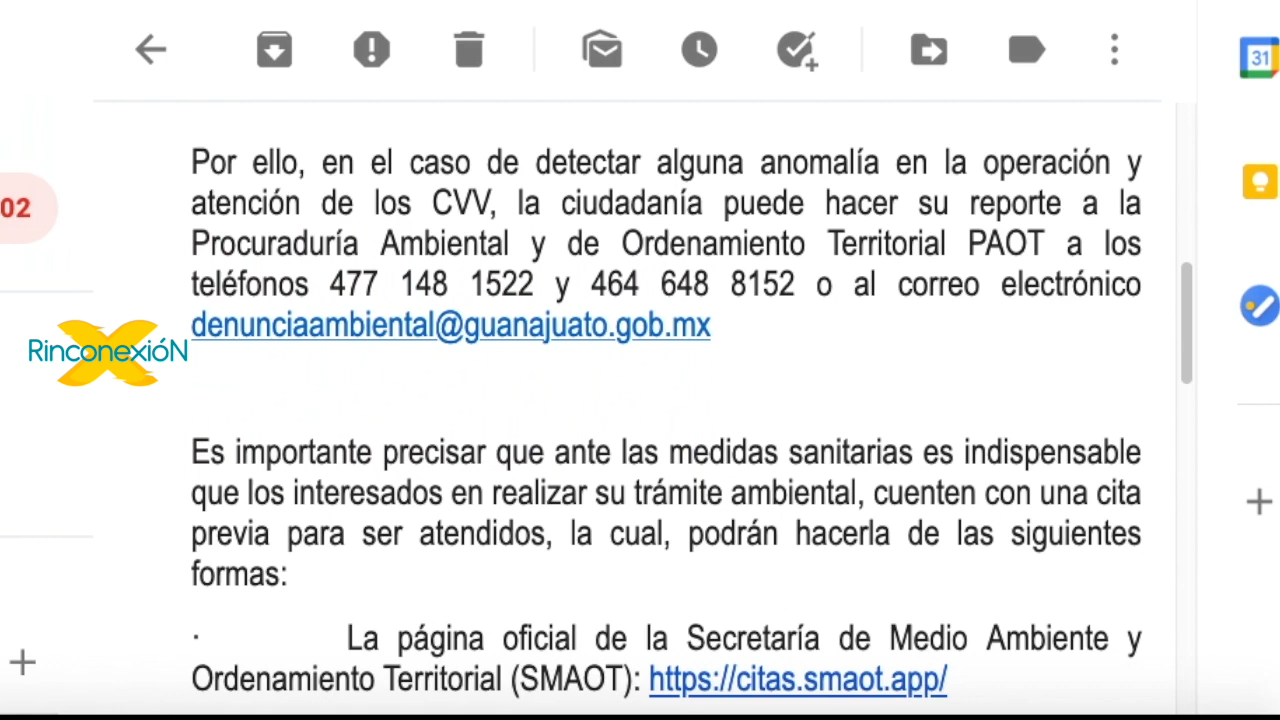 31
Por ello, en el caso de detectar alguna anomalía en la operación y
atención de los CVV, la ciudadanía puede hacer su reporte a la
02
Procuraduría Ambiental y de Ordenamiento Territorial PAOT a los
teléfonos 477 148 1522 y 464 648 8152 o al correo electrónico
denunciaambiental@guanajuato.gob.mx
RinconexióN
Es importante precisar que ante las medidas sanitarias es indispensable
que los interesados en realizar su trámite ambiental, cuenten con una cita
previa para ser atendidos, la cual, podrán hacerla de las siguientes
formas:
· La página oficial de la Secretaría de Medio Ambiente y
Ordenamiento Territorial (SMAOT): https://citas.smaot.app/